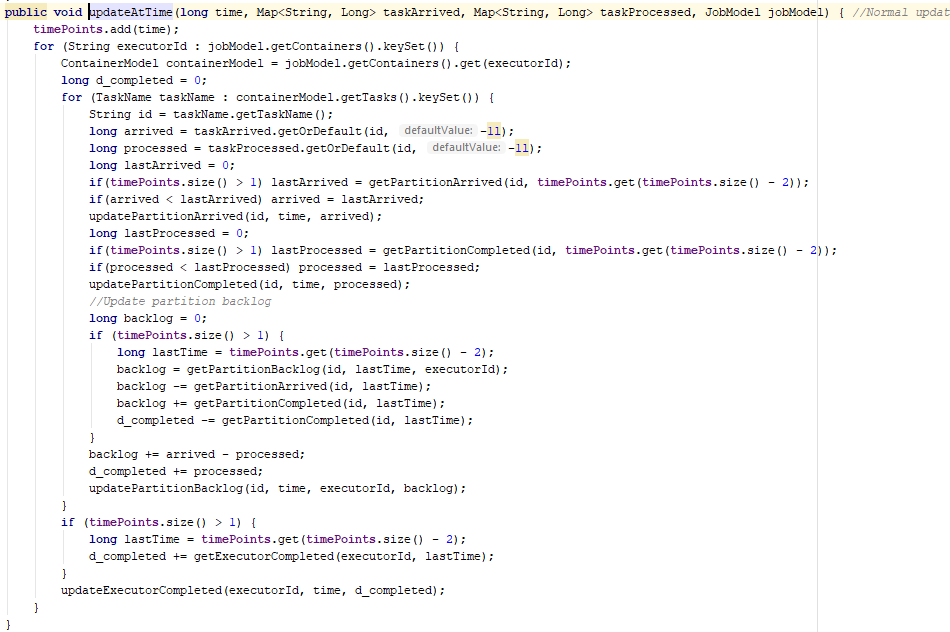 public void updateAtTime(long time, Map<String, Long> taskArrived, Map<String, Long> taskProcessed, JobModel jobModel) { //Normal updat
timePoints.add(time);
for (String executorId : jobModel.getContainers().keySet()) {
ContainerModel containerModel = jobModel.getContainers().get(executorId);
long d_completed = 0;
for (TaskName taskName : containerModel.getTasks().keySet()) {
String id = taskName.getTaskName();
long arrived = taskArrived.getOrDefault(id, defaultValue: -1l);
long processed = taskProcessed.getOrDefault(id, defaultValue: -1l);
long lastArrived = 0;
if(timePoints.size() > 1) lastArrived = getPartitionArrived(id, timePoints.get(timePoints.size() - 2));
if(arrived < lastArrived) arrived = lastArrived;
updatePartitionArrived(id, time, arrived);
long lastProcessed = 0;
if(timePoints.size() > 1) lastProcessed = getPartitionCompleted(id, timePoints.get(timePoints.size() - 2));
if(processed < lastProcessed) processed = lastProcessed;
updatePartitionCompleted(id, time, processed);
//Update partition backlog
long backlog = 0;
if (timePoints.size() > 1) {
long lastTime = timePoints.get(timePoints.size() - 2);
backlog = getPartitionBacklog(id, lastTime, executorId);
backlog -= getPartitionArrived(id, lastTime);
backlog += getPartitionCompleted(id, lastTime);
d_completed -= getPartitionCompleted(id, lastTime);
}
backlog += arrived - processed;
d_completed += processed;
updatePartitionBacklog(id, time, executorId, backlog);
}
if (timePoints.size() > 1) {
long lastTime = timePoints.get(timePoints.size() - 2);
d_completed += getExecutorCompleted(executorId, lastTime);
}
updateExecutorCompleted(executorId, time, d_completed);
}
}